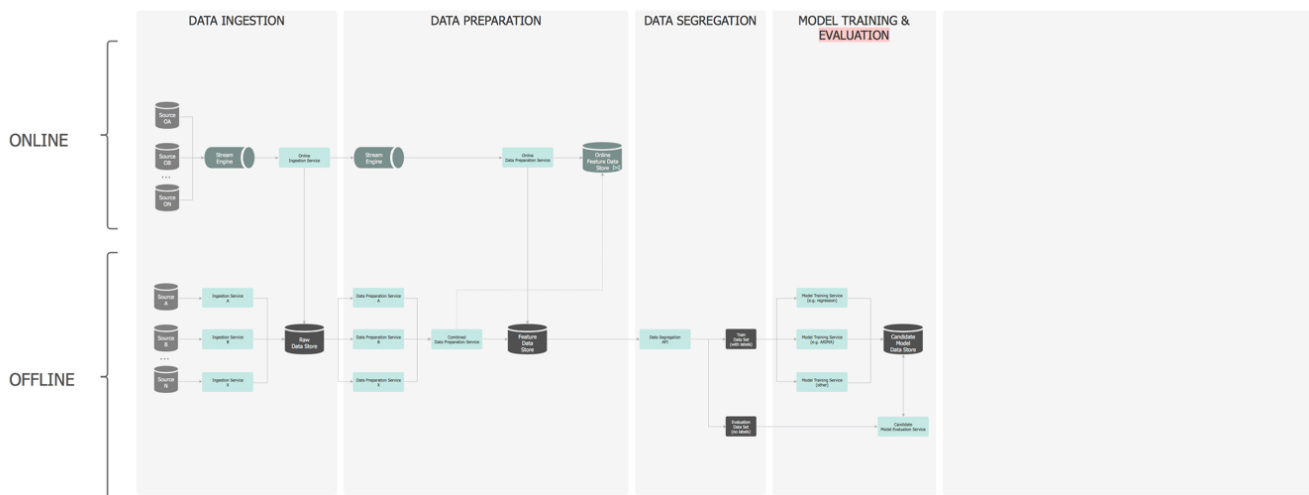 DATA INGESTION
DATA PREPARATION
DATA SEGREGATION
MODEL TRAINING &
EVALUATION
ONLINE
Source
OA
Source
OB
...
Source
ON
Stream
Engine
Online
Ingestion Service
Stream
Engine
Online
Data Preparation Service
Online
Feature Data
Store
OFFLINE
Source
A
Source
B
...
Source
N
Ingestion Service
A
Ingestion Service
B
Ingestion Service
Raw
Data Store
Data Preparation Service
A
Data Preparation Service
B
Data Preparation Service
Combined
Data Preparation Service
Feature
Data
Store
Data Segregation
API
Train
Data Set
(with labels)
Evaluation
Data Set
(no labels)
Model Training Service
(e.g. regression)
Model Training Service
(e.g. ARIMA)
Model Training Service
(other)
Candidate
Model
Data Store
Candidate
Model Evaluation Service